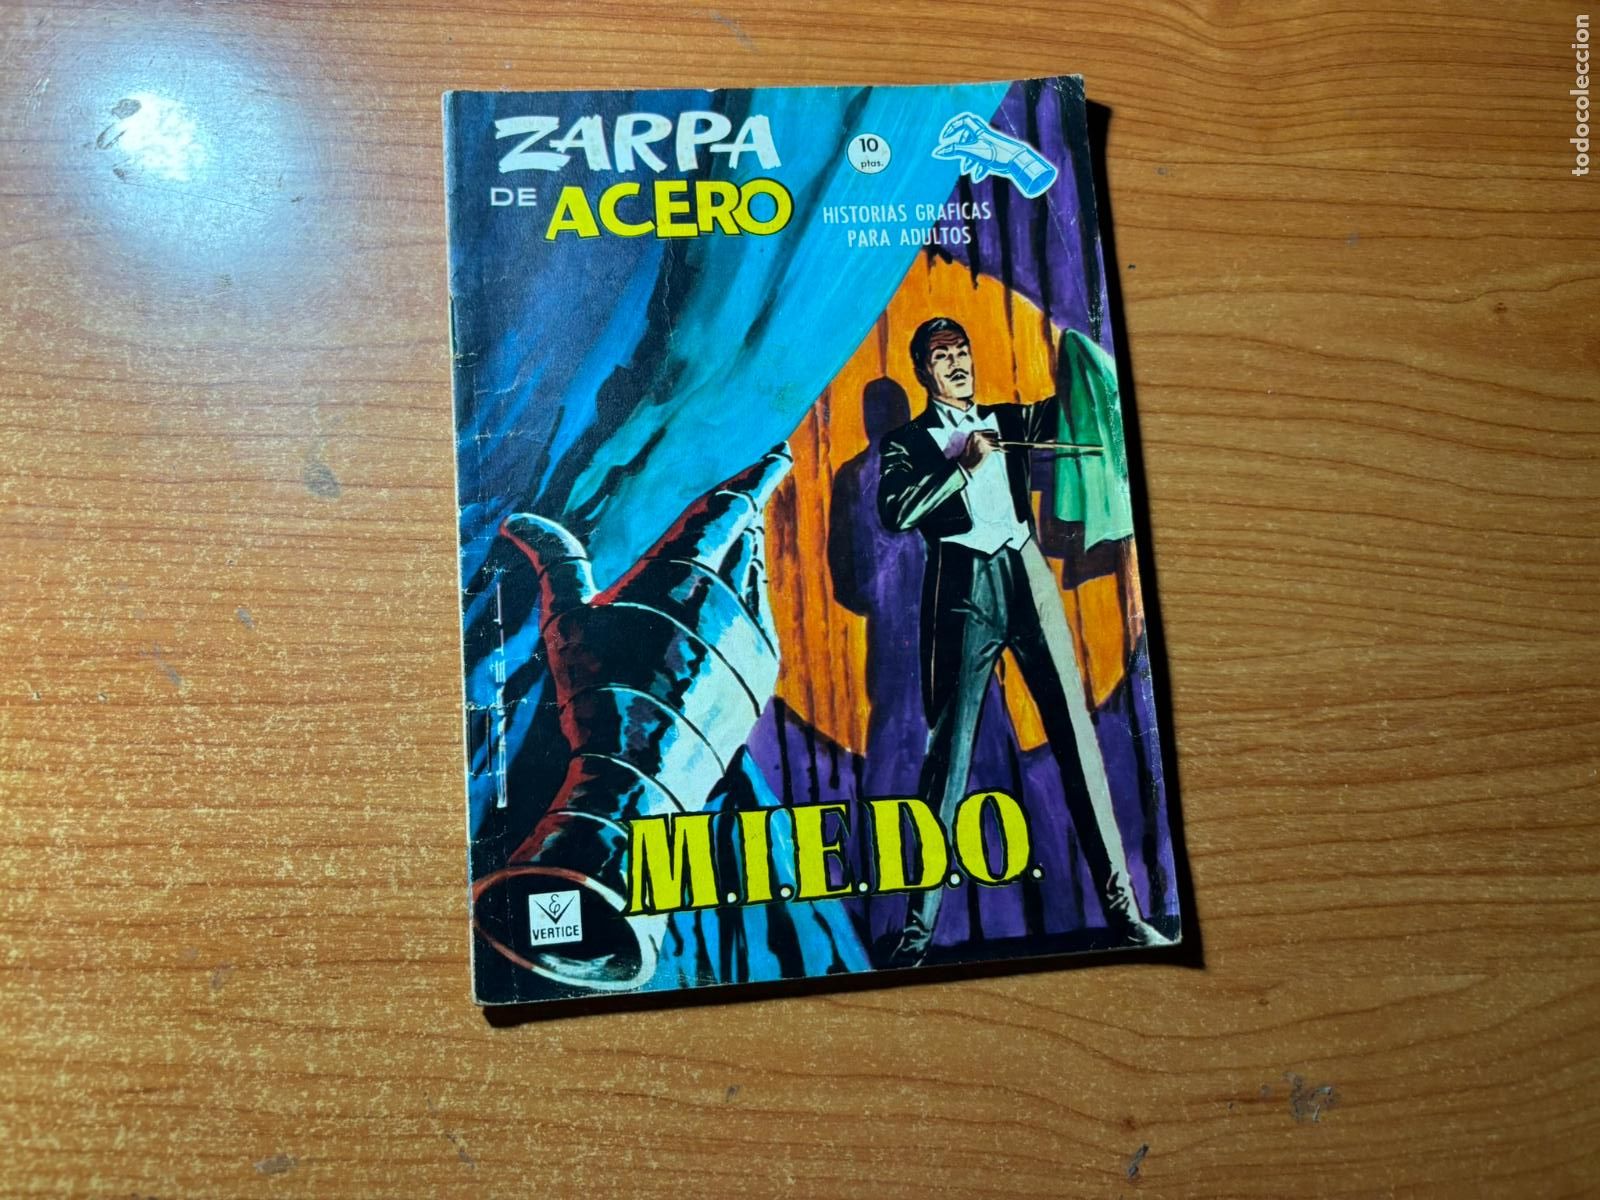 ZARPA
DE ACERO
10
ptas.
HISTORIAS GRAFICAS
PARA ADULTOS
M.I.E.D.O.
VERTICE
todocoleccion